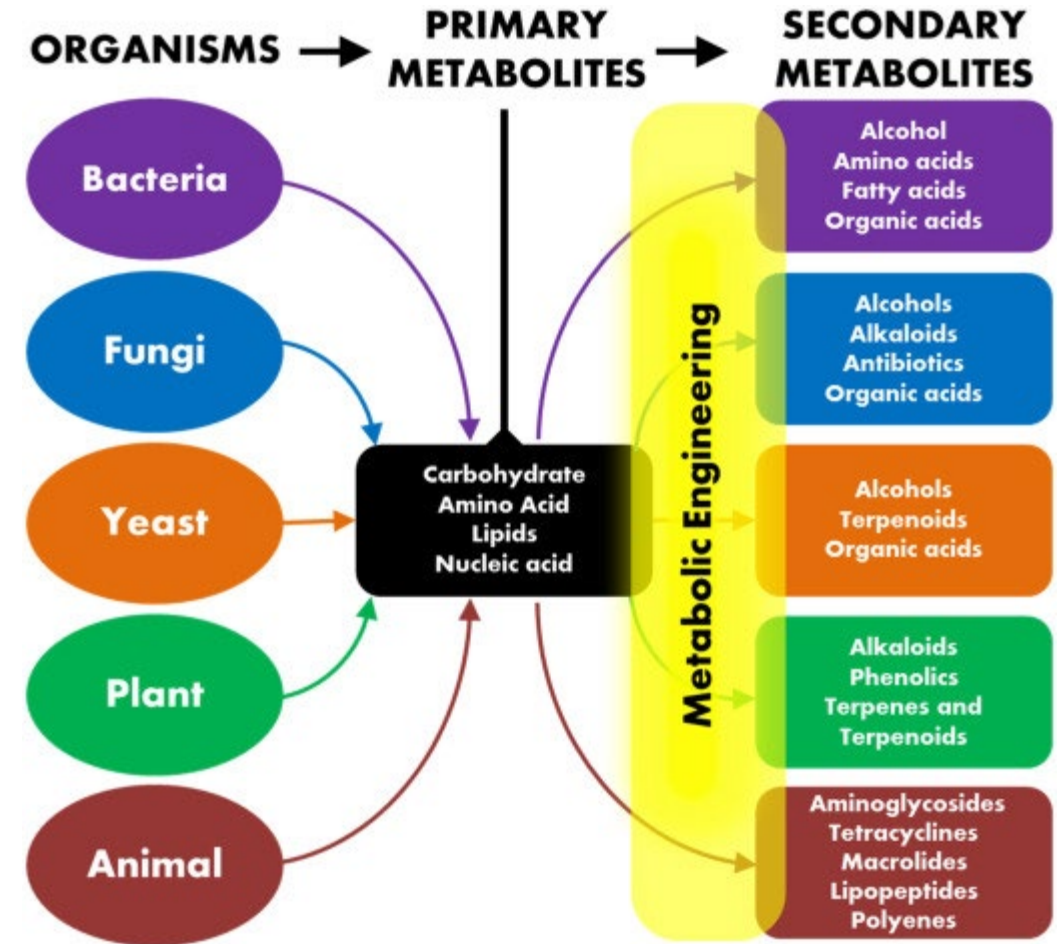 ORGANISMS
PRIMARY
METABOLITES
SECONDARY
METABOLITES
Bacteria
Fungi
Yeast
Plant
Animal
Carbohydrate
Amino Acid
Lipids
Nucleic acid
Metabolic Engineering
Alcohol
Amino acids
Fatty acids
Organic acids
Alcohols
Alkaloids
Antibiotics
Organic acids
Alcohols
Terpenoids
Organic acids
Alkaloids
Phenolics
Terpenes and
Terpenoids
Aminoglycosides
Tetracyclines
Macrolides
Lipopeptides
Polyenes